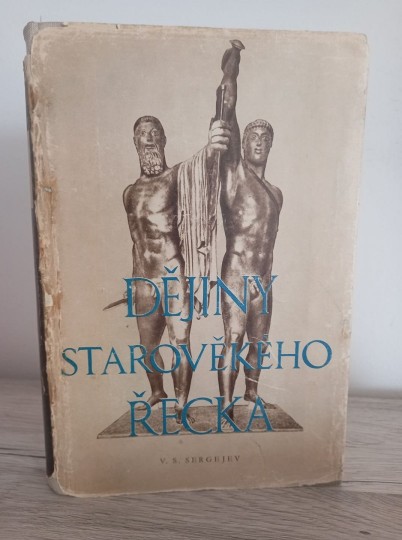 DĚJINY
STAROVĚKÉHO
ŘECKA
V. S. SERGEJEV